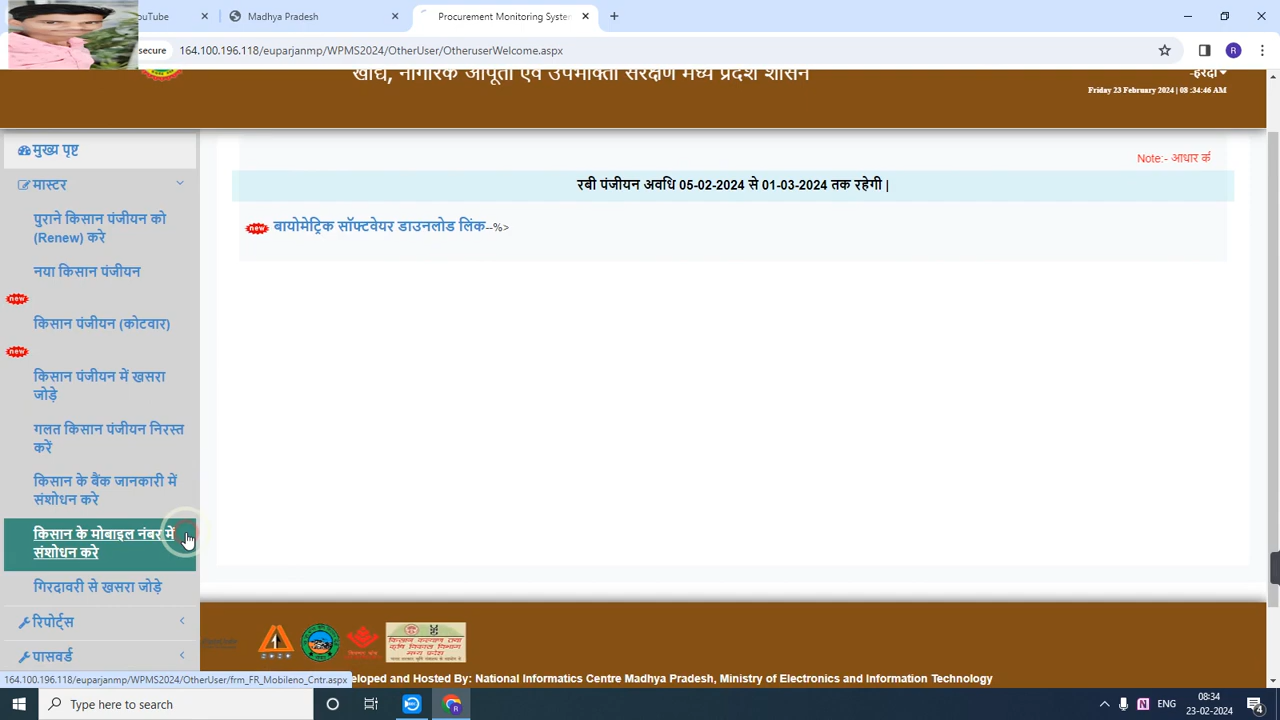 YouTube
Madhya Pradesh
Procurement Monitoring Syste
secure
164.100.196.118/euparjanmp/WPMS2024/OtherUser/OtheruserWelcome.aspx
R
खाद्य, नागरिक आपूर्ती एवं उपभोक्ता संरक्षण मध्य प्रदेश शासन
-हरदा
Friday 23 February 2024 | 08 :34:46 AM
मुख्य पृष्ट
Note:- आधार क
मास्टर
रबी पंजीयन अवधि 05-02-2024 से 01-03-2024 तक रहेगी |
पुराने किसान पंजीयन को
(Renew) करे
new बायोमेट्रिक सॉफ्टवेयर डाउनलोड लिंक--%>
नया किसान पंजीयन
new
किसान पंजीयन (कोटवार)
new
किसान पंजीयन में खसरा
जोड़े
गलत किसान पंजीयन निरस्त
करें
किसान के बैंक जानकारी में
संशोधन करे
किसान के मोबाइल नंबर में
संशोधन करे
गिरदावरी से खसरा जोड़े
रिपोर्ट्स
पासवर्ड
164.100.196.118/euparjanmp/WPMS2024/OtherUser/frm_FR_Mobileno_Cntr.aspx
eloped and Hosted By: National Informatics Centre Madhya Pradesh, Ministry of Electronics and Information Technology
Type here to search
ENG
08:34
23-02-2024
4